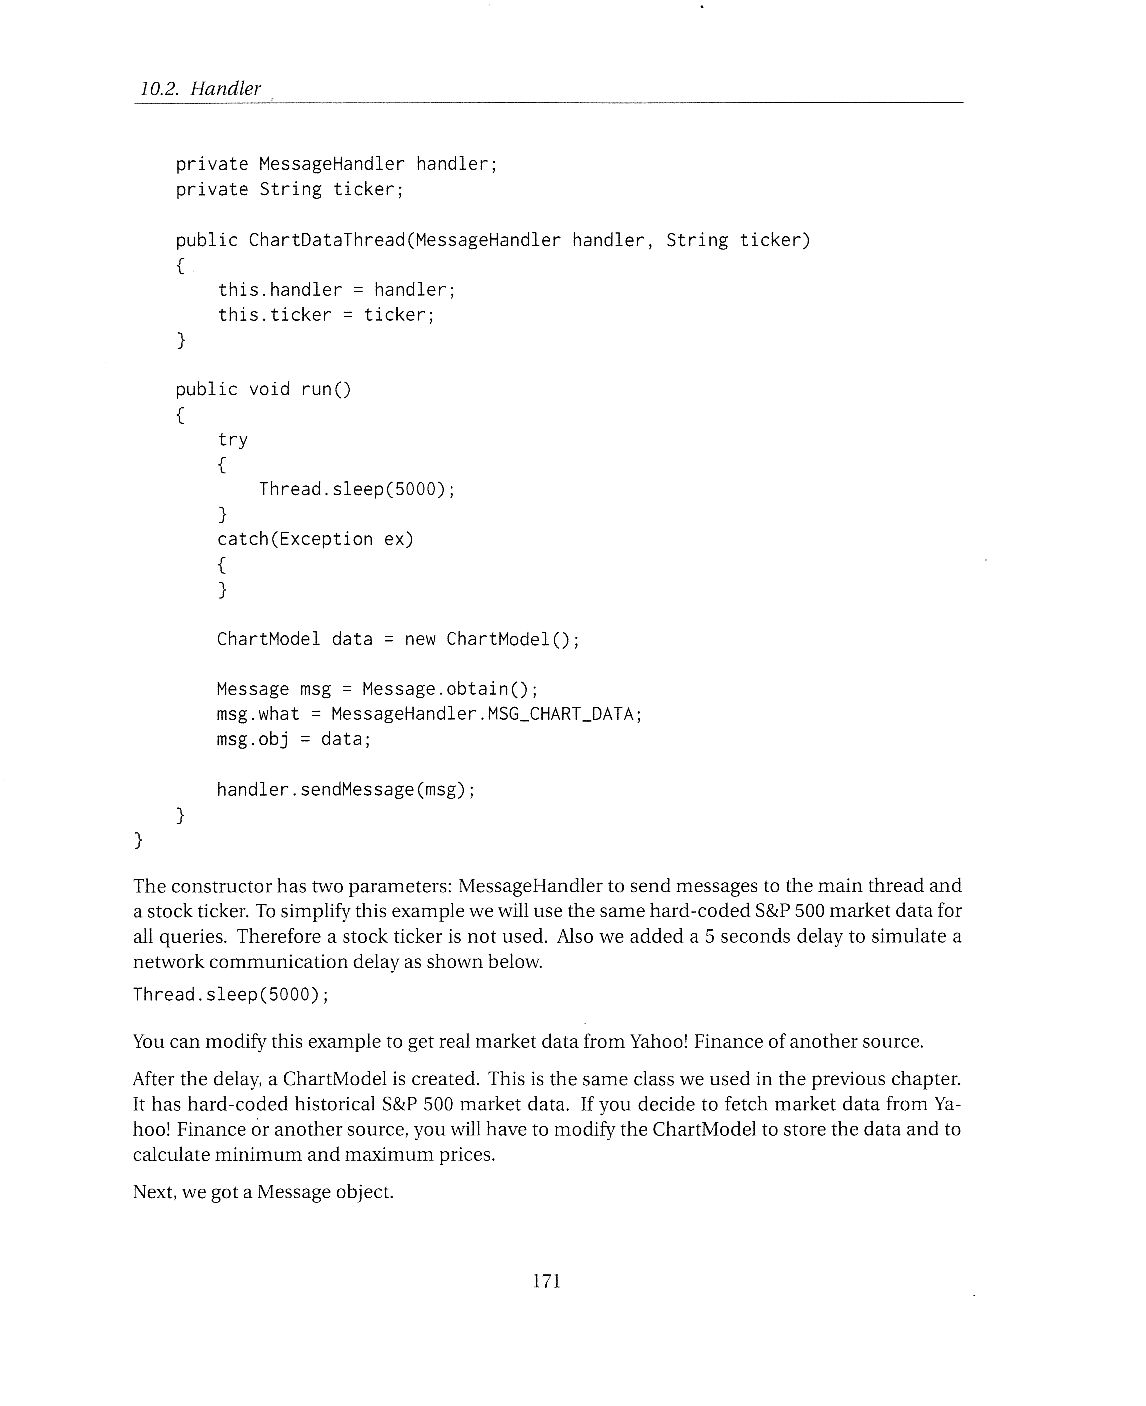 10.2. Handler
private MessageHandler handler;
private String ticker;
public ChartDataThread(MessageHandler handler, String ticker)
{
this.handler = handler;
this.ticker = ticker;
}
public void run()
{
try
{
Thread.sleep(5000);
}
catch(Exception ex)
{
}
ChartModel data = new ChartModel();
Message msg = Message.obtain();
msg.what = MessageHandler.MSG_CHART_DATA;
msg.obj = data;
handler.sendMessage(msg);
}
}
The constructor has two parameters: MessageHandler to send messages to the main thread and
a stock ticker. To simplify this example we will use the same hard-coded S&P 500 market data for
all queries. Therefore a stock ticker is not used. Also we added a 5 seconds delay to simulate a
network communication delay as shown below.
Thread.sleep(5000);
You can modify this example to get real market data from Yahoo! Finance of another source.
After the delay, a ChartModel is created. This is the same class we used in the previous chapter.
It has hard-coded historical S&P 500 market data. If you decide to fetch market data from Ya-
hoo! Finance or another source, you will have to modify the ChartModel to store the data and to
calculate minimum and maximum prices.
Next, we got a Message object.
171